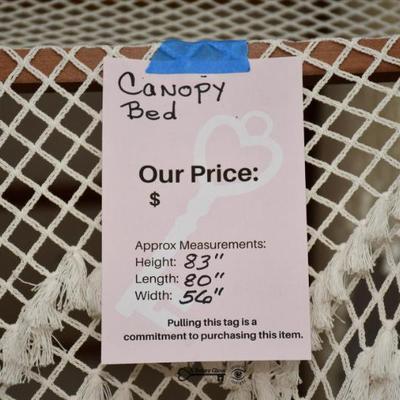 Canopy
Bed
Our Price:
$
Approx Measurements:
Height: 83"
Length: 80"
Width: 56"
Pulling this tag is a
commitment to purchasing this item.